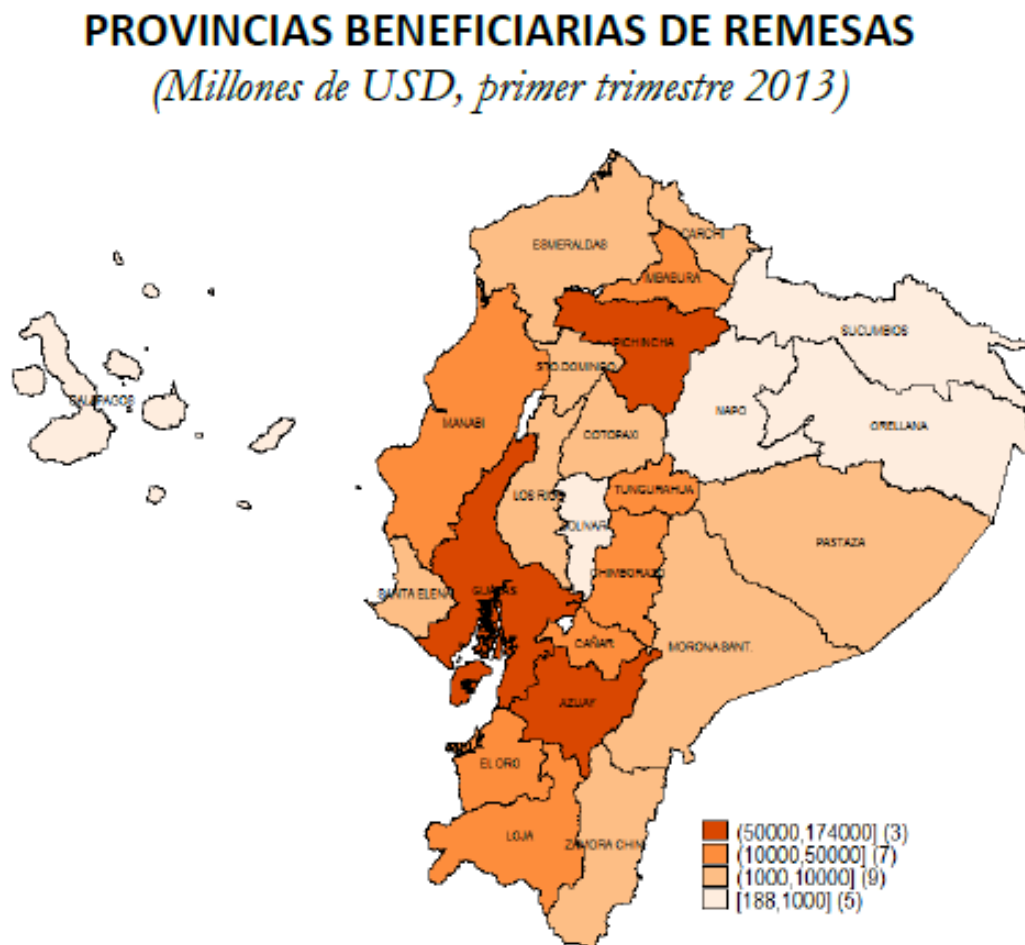 PROVINCIAS BENEFICIARIAS DE REMESAS
(Millones de USD, primer trimestre 2013)
ESMERALDAS
CARCHI
IMBABURA
SUCUMBIOS
PICHINCHA
STO.DOMINGO
GALAPAGOS
NAPO
ORELLANA
MANABI
COTOPAXI
LOS RIOS
TUNGURAHUA
BOLIVAR
PASTAZA
CHIMBORAZO
SANTA ELENA
GUAYAS
CAÑAR
MORONA SANT.
AZUAY
EL ORO
LOJA
ZAMORA CHIN.
(50000,174000] (3)
(10000,50000] (7)
(1000,10000] (9)
[188,1000] (5)